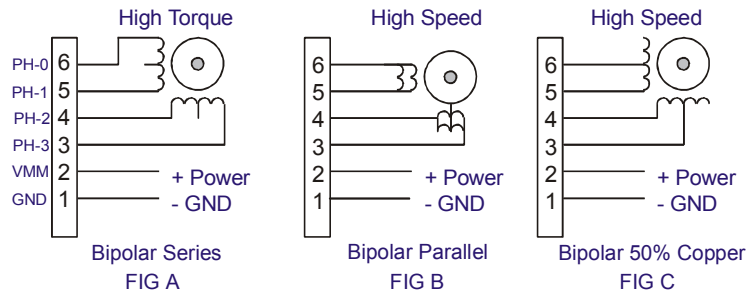 High Torque
High Speed
High Speed
PH-0 6
PH-1 5
PH-2 4
PH-3 3
VMM 2 + Power
GND 1 - GND
6
5
4
3
2 + Power
1 - GND
6
5
4
3
2 + Power
1 - GND
Bipolar Series
FIG A
Bipolar Parallel
FIG B
Bipolar 50% Copper
FIG C